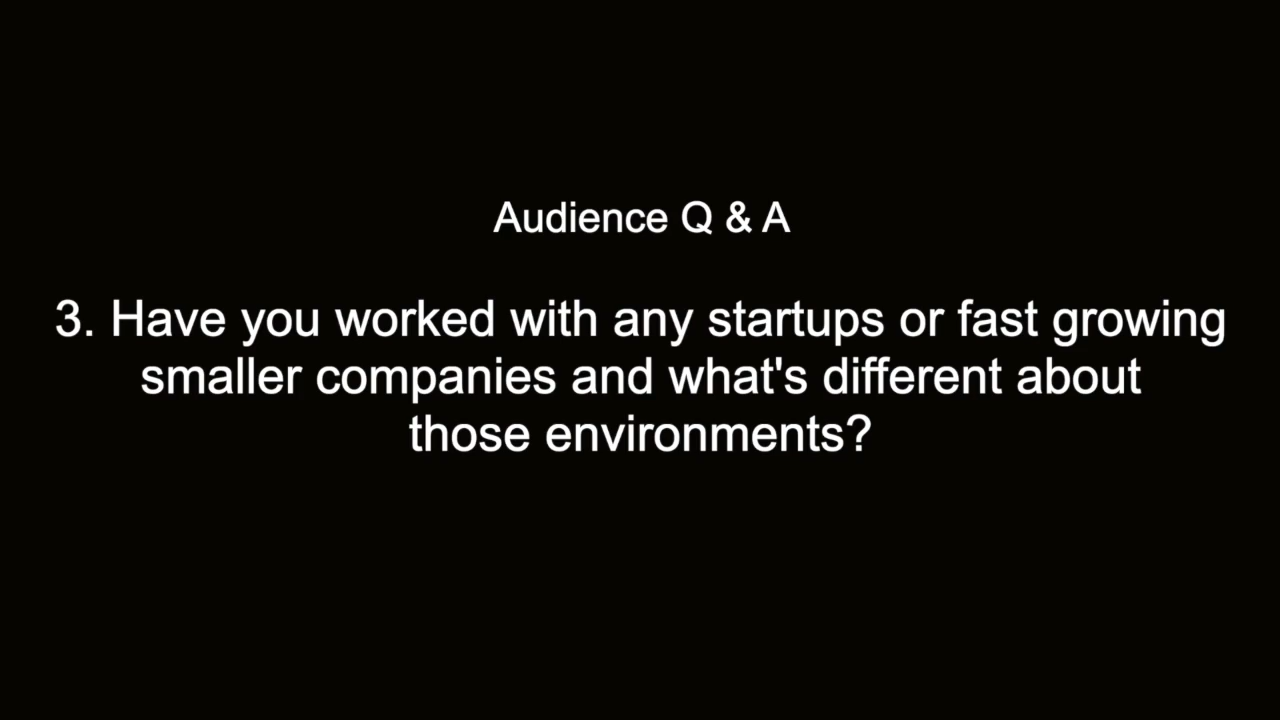 Audience Q & A
3. Have you worked with any startups or fast growing
smaller companies and what's different about
those environments?